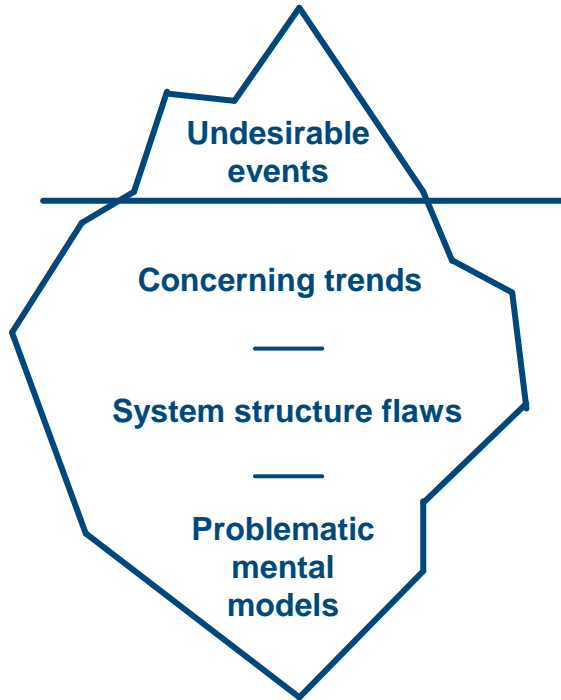 Undesirable
events
Concerning trends
System structure flaws
Problematic
mental
models